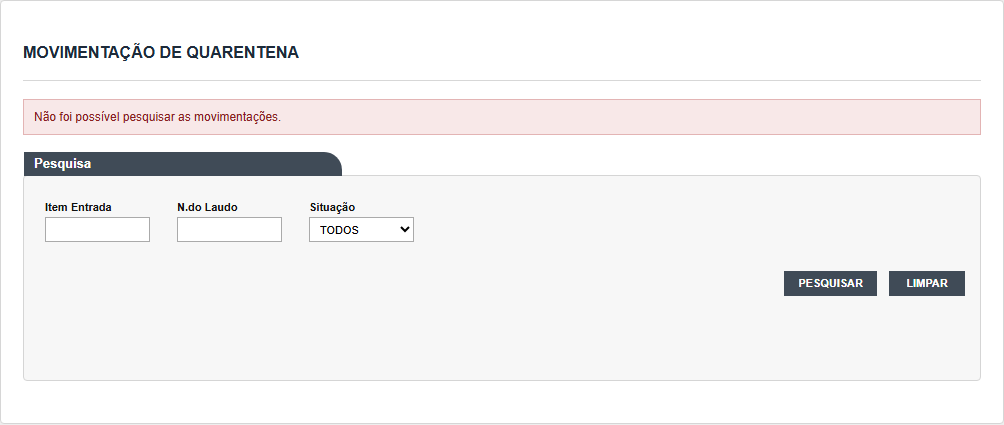 MOVIMENTAÇÃO DE QUARENTENA
Não foi possível pesquisar as movimentações.
Pesquisa
Item Entrada N.do Laudo Situação
TODOS
PESQUISAR LIMPAR